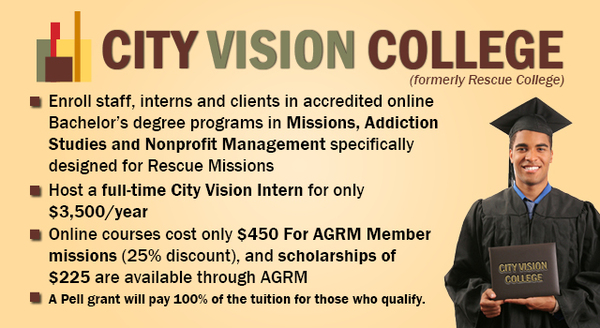 CITY VISION COLLEGE
(formerly Rescue College)
Enroll staff, interns and clients in accredited online
Bachelor's degree programs in Missions, Addiction
Studies and Nonprofit Management specifically
designed for Rescue Missions
Host a full-time City Vision Intern for only
$3,500/year
Online courses cost only $450 For AGRM Member
missions (25% discount), and scholarships of
$225 are available through AGRM
A Pell grant will pay 100% of the tuition for those who qualify.
CITY VISION
COLLEGE